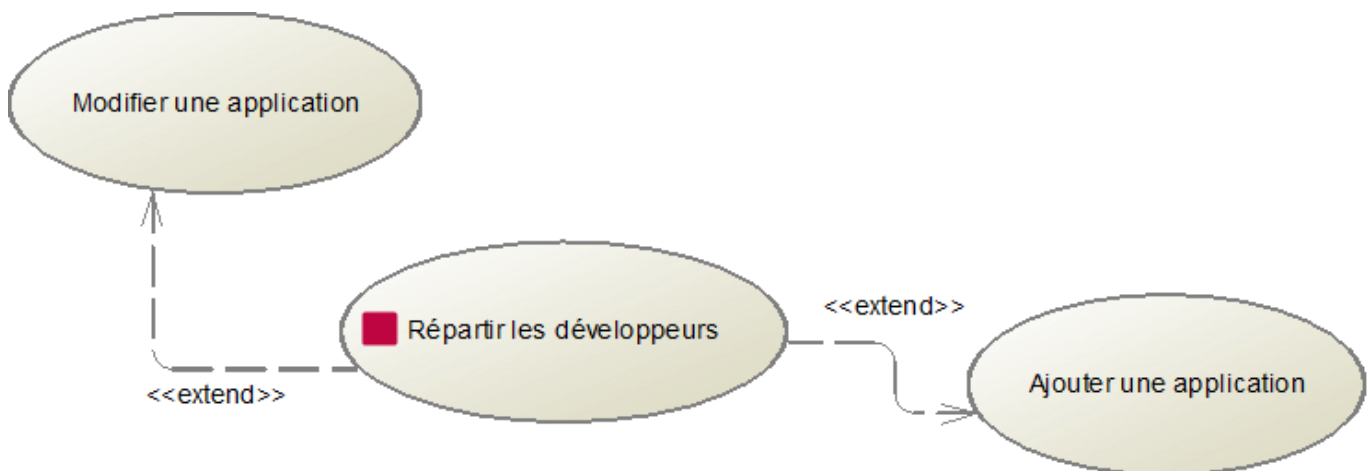 Modifier une application
<<extend>>
Répartir les développeurs
<<extend>>
Ajouter une application